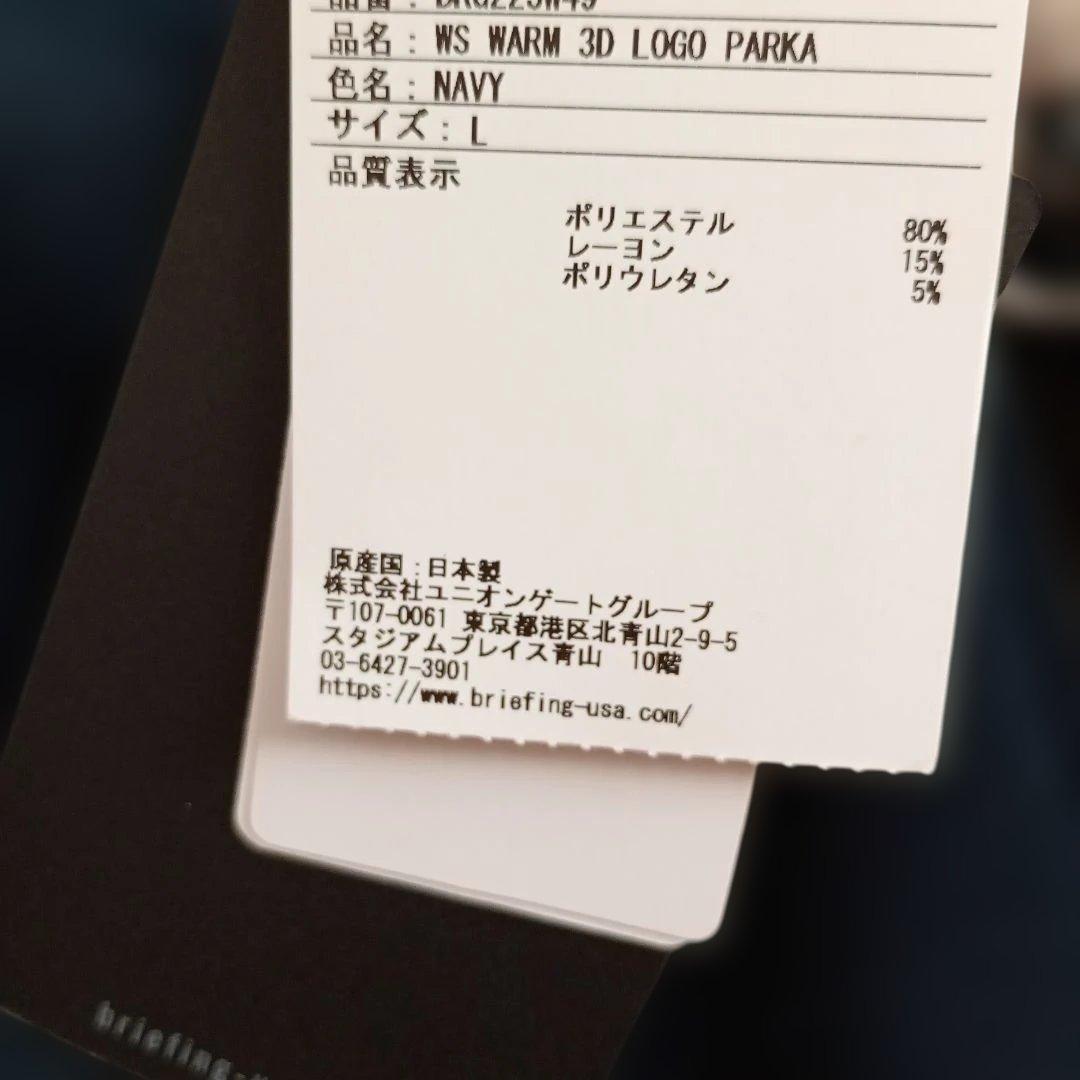 品番：BRG223W49
品名：WS WARM 3D LOGO PARKA
色名：NAVY
サイズ：L
品質表示
ポリエステル 80%
レーヨン 15%
ポリウレタン 5%
原産国：日本製
株式会社ユニオンゲートグループ
〒107-0061 東京都港区北青山2-9-5
スタジアムプレイス青山　10階
03-6427-3901
https://www.briefing-usa.com/
briefing-